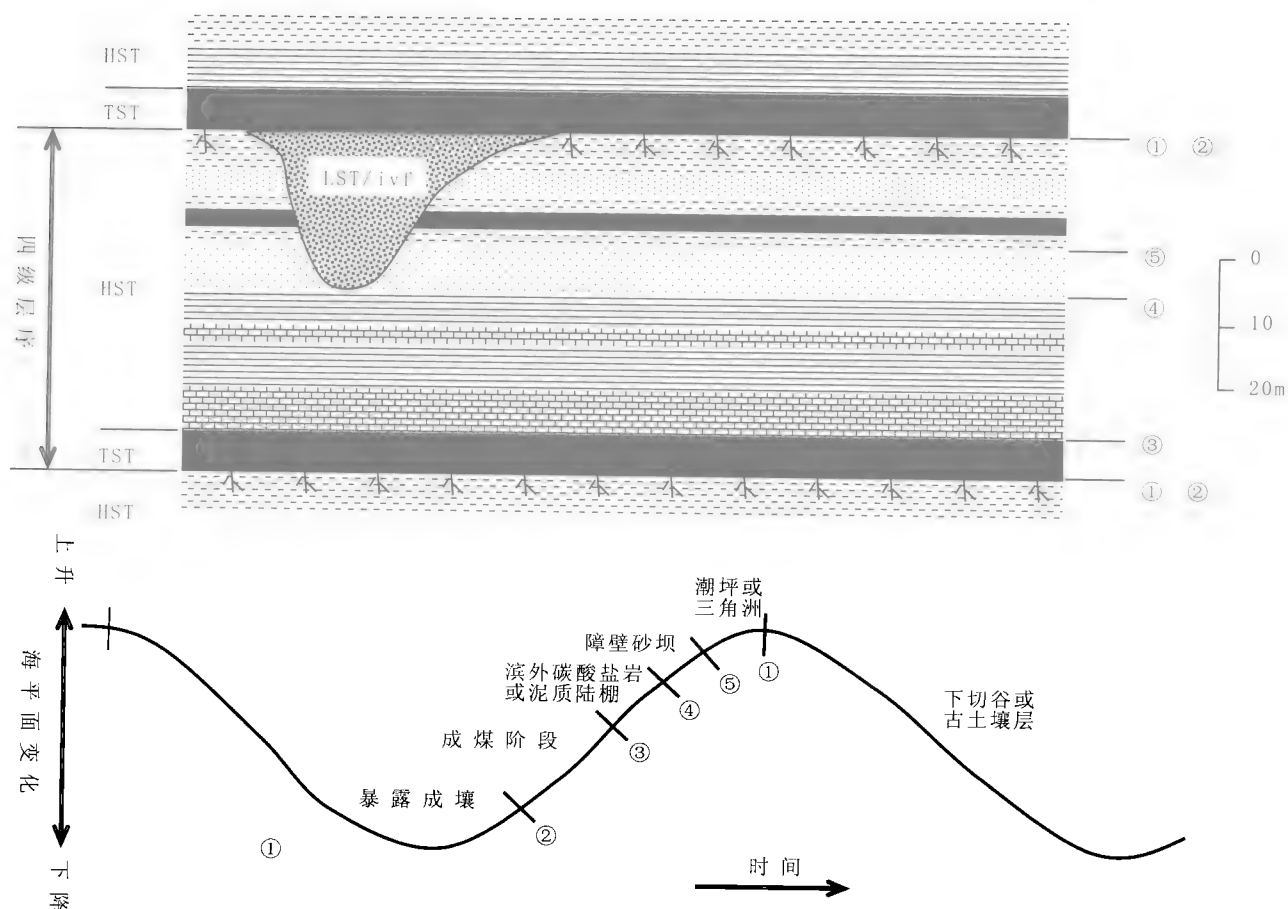 HST
TST
① ②
LST/ivf
四级层序
HST
⑤
④
0
10
20m
③
TST
① ②
HST
上升
海平面变化
下降
潮坪或
三角洲
障壁砂坝
滨外碳酸盐岩
或泥质陆棚
成煤阶段
暴露成壤
下切谷或
古土壤层
①
⑤
④
③
②
①
时间